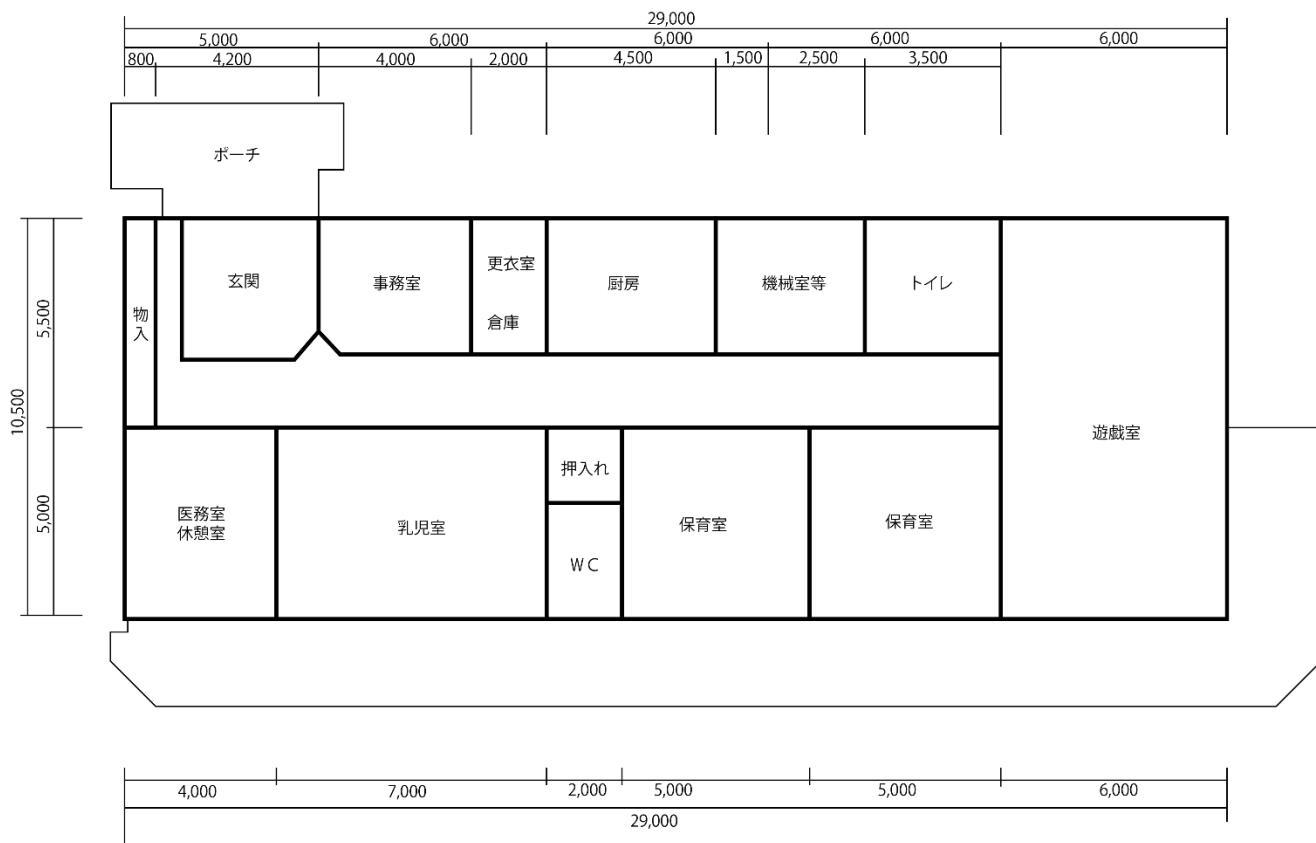 29,000
5,000 6,000 6,000 6,000 6,000
800 4,200 4,000 2,000 4,500 1,500 2,500 3,500
ポーチ
玄関 事務室 更衣室 厨房 機械室等 トイレ
倉庫
物入
5,500
10,500
遊戯室
押入れ
5,000
医務室
休憩室
乳児室 保育室 保育室
ＷＣ
4,000 7,000 2,000 5,000 5,000 6,000
29,000